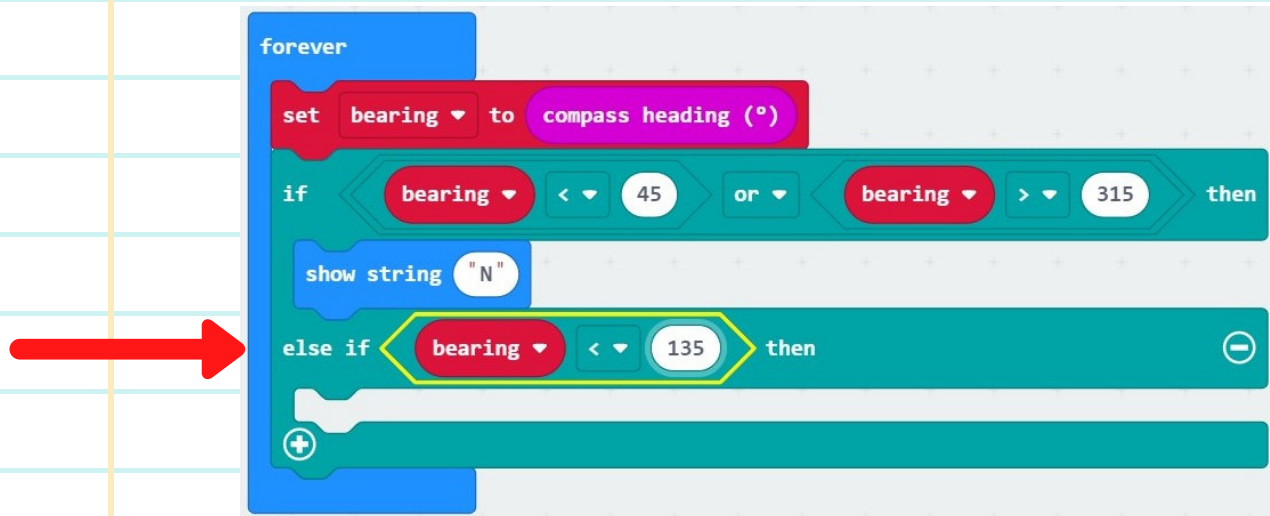 forever
set bearing to compass heading (°)
if bearing < 45 or bearing > 315 then
show string "N"
else if bearing < 135 then